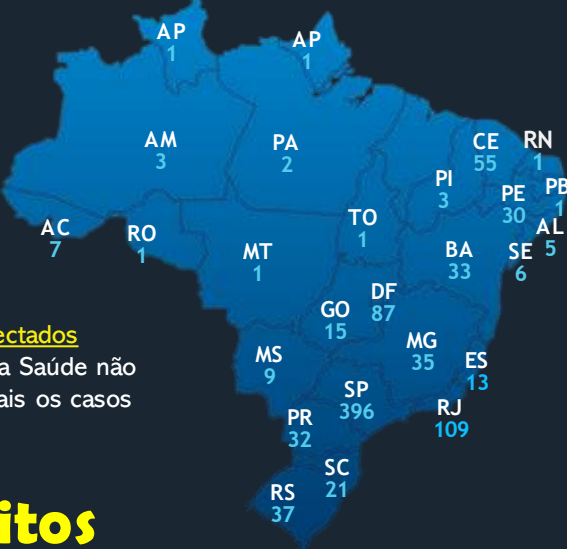 AP
1
AP
1
AM
3
PA
2
CE
55
RN
1
PI
3
PE
30
PB
1
AL
5
AC
7
RO
1
TO
1
MT
1
BA
33
SE
6
DF
87
GO
15
MG
35
ES
13
ectados
a Saúde não
ais os casos
MS
9
SP
396
RJ
109
PR
32
SC
21
RS
37
itos